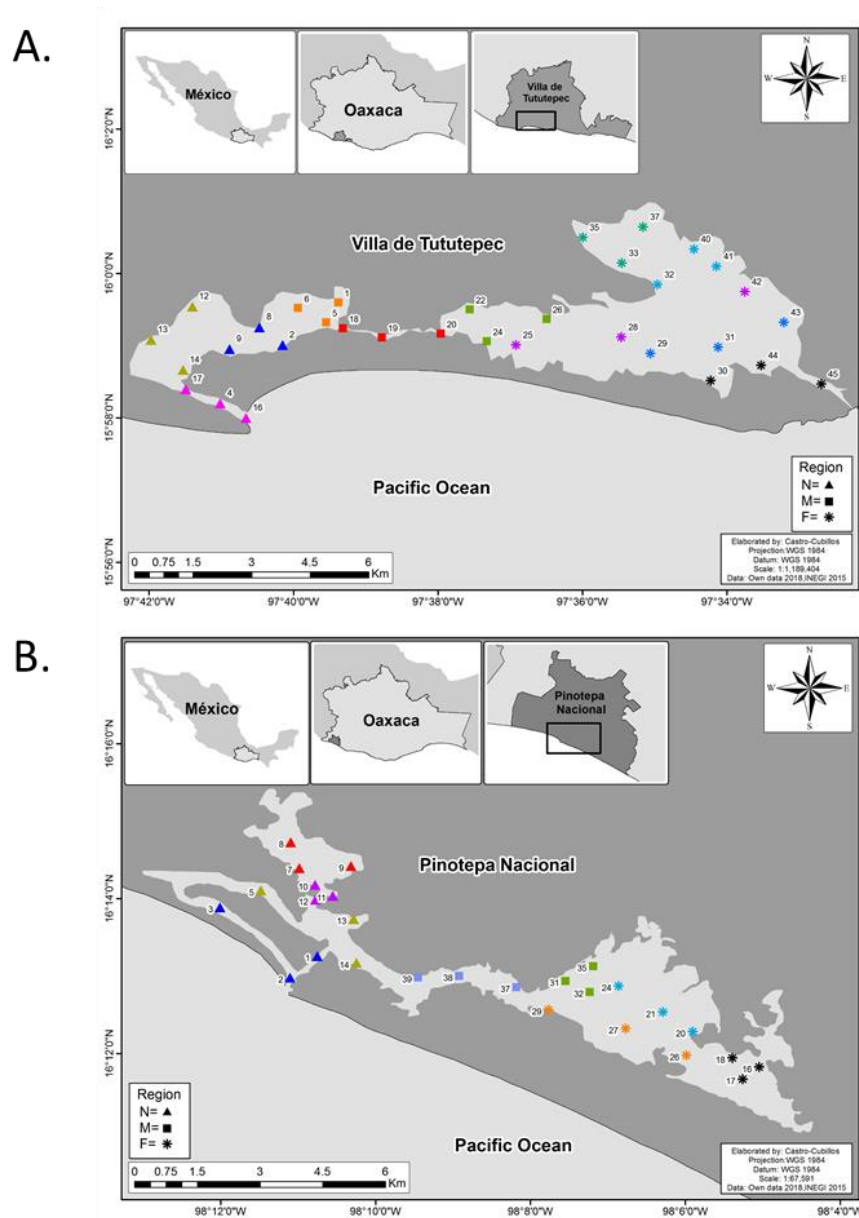 A.
México
Oaxaca
Villa de
Tututepec
N
W E
S
16°2'0"N
16°0'0"N
15°58'0"N
15°56'0"N
Villa de Tututepec
35
37
33
40
41
32
42
43
12
13
14
17
4
16
9
8
2
6
5
1
18
19
20
22
24
25
26
28
29
31
30
44
45
Pacific Ocean
Region
N=
M=
F=
Elaborated by: Castro-Cubillos
Projection:WGS 1984
Datum: WGS 1984
Scale: 1:1,189,404
Data: Own data 2018,INEGI 2015
0 0.75 1.5 3 4.5 6
Km
97°42'0"W 97°40'0"W 97°38'0"W 97°36'0"W 97°34'0"W
B.
México
Oaxaca
Pinotepa
Nacional
N
W E
S
16°16'0"N
16°14'0"N
16°12'0"N
Pinotepa Nacional
8
7
9
10
11
12
5
3
13
1
14
2
39
38
37
31
35
32
24
29
27
21
20
26
18
16
17
Region
N=
M=
F=
Pacific Ocean
0 0.75 1.5 3 4.5 6
Km
Elaborated by: Castro-Cubillos
Projection:WGS 1984
Datum: WGS 1984
Scale: 1:67,591
Data: Own data 2018,INEGI 2015
98°12'0"W 98°10'0"W 98°8'0"W 98°6'0"W 98°4'0"W